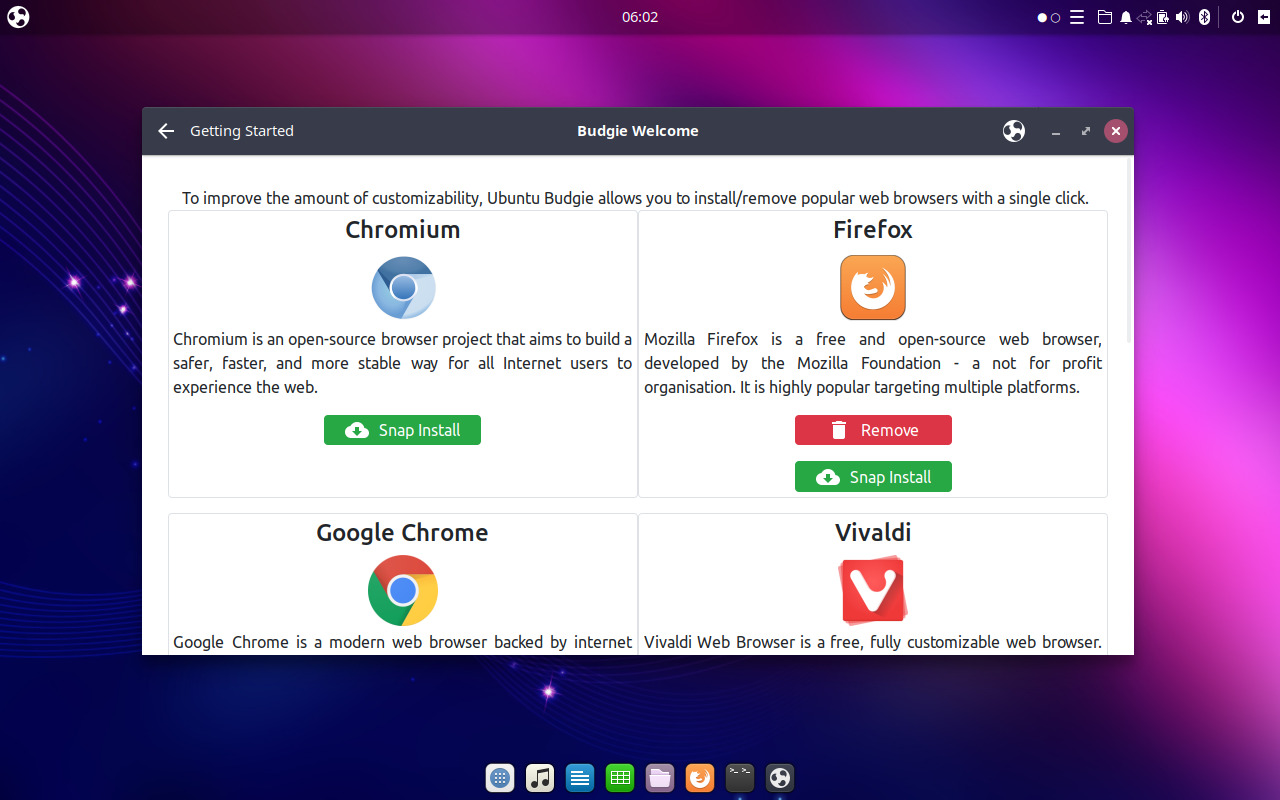 06:02
Getting Started
Budgie Welcome
To improve the amount of customizability, Ubuntu Budgie allows you to install/remove popular web browsers with a single click.
Chromium
Chromium is an open-source browser project that aims to build a
safer, faster, and more stable way for all Internet users to
experience the web.
Snap Install
Firefox
Mozilla Firefox is a free and open-source web browser,
developed by the Mozilla Foundation - a not for profit
organisation. It is highly popular targeting multiple platforms.
Remove
Snap Install
Google Chrome
Google Chrome is a modern web browser backed by internet
Vivaldi
Vivaldi Web Browser is a free, fully customizable web browser.
>_ >_